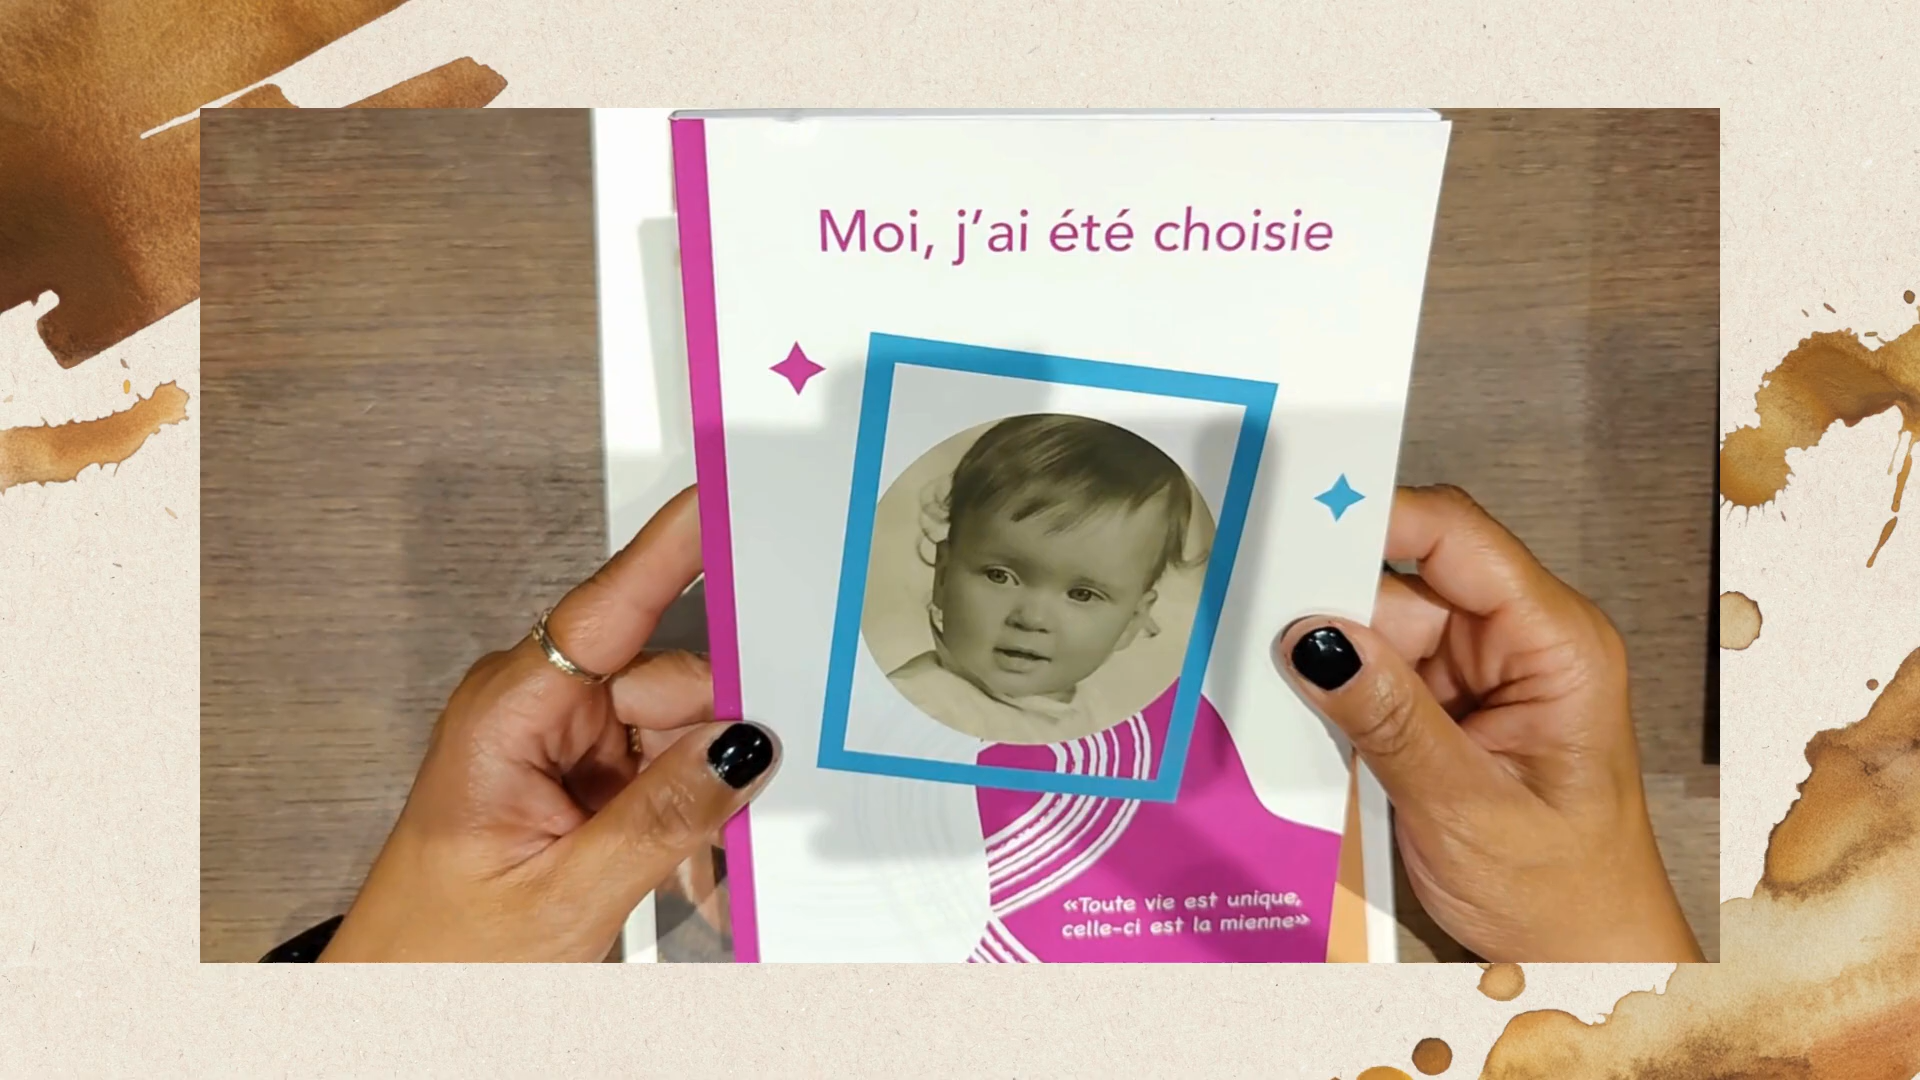 Moi, j'ai été choisie
«Toute vie est unique,
celle-ci est la mienne»